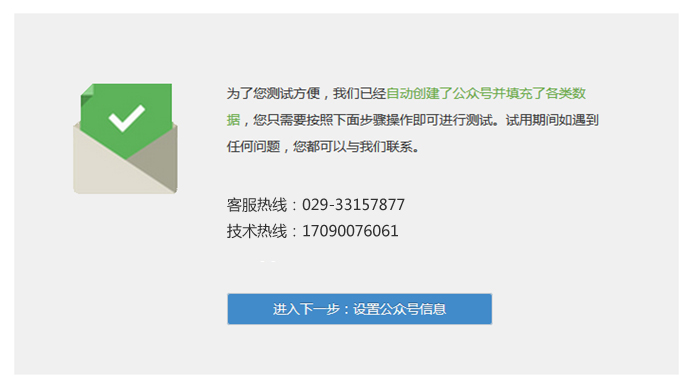 为了您测试方便，我们已经自动创建了公众号并填充了各类数
据，您只需要按照下面步骤操作即可进行测试。试用期间如遇到
任何问题，您都可以与我们联系。
客服热线：029-33157877
技术热线：17090076061
进入下一步：设置公众号信息